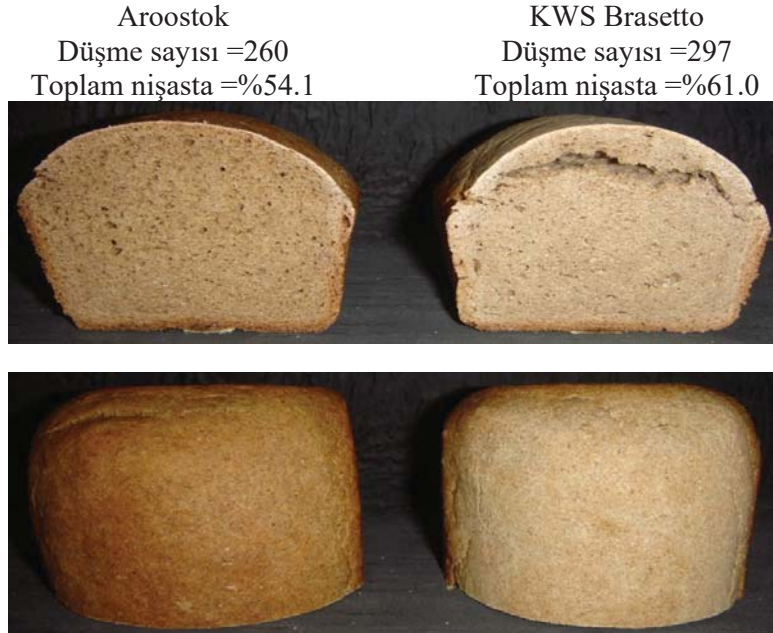 Aroostok
Düşme sayısı =260
Toplam nişasta =%54.1
KWS Brasetto
Düşme sayısı =297
Toplam nişasta =%61.0